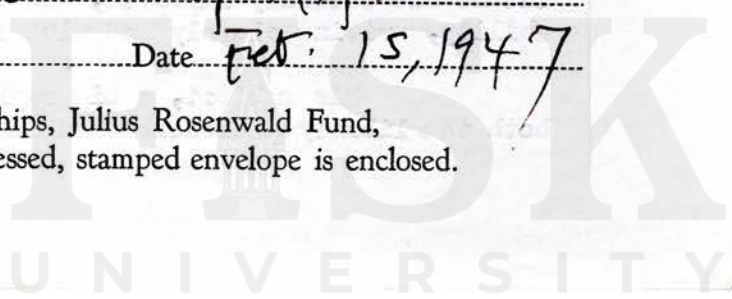 Date Feb. 15, 1947
hips, Julius Rosenwald Fund,
essed, stamped envelope is enclosed.
FISK
UNIVERSITY